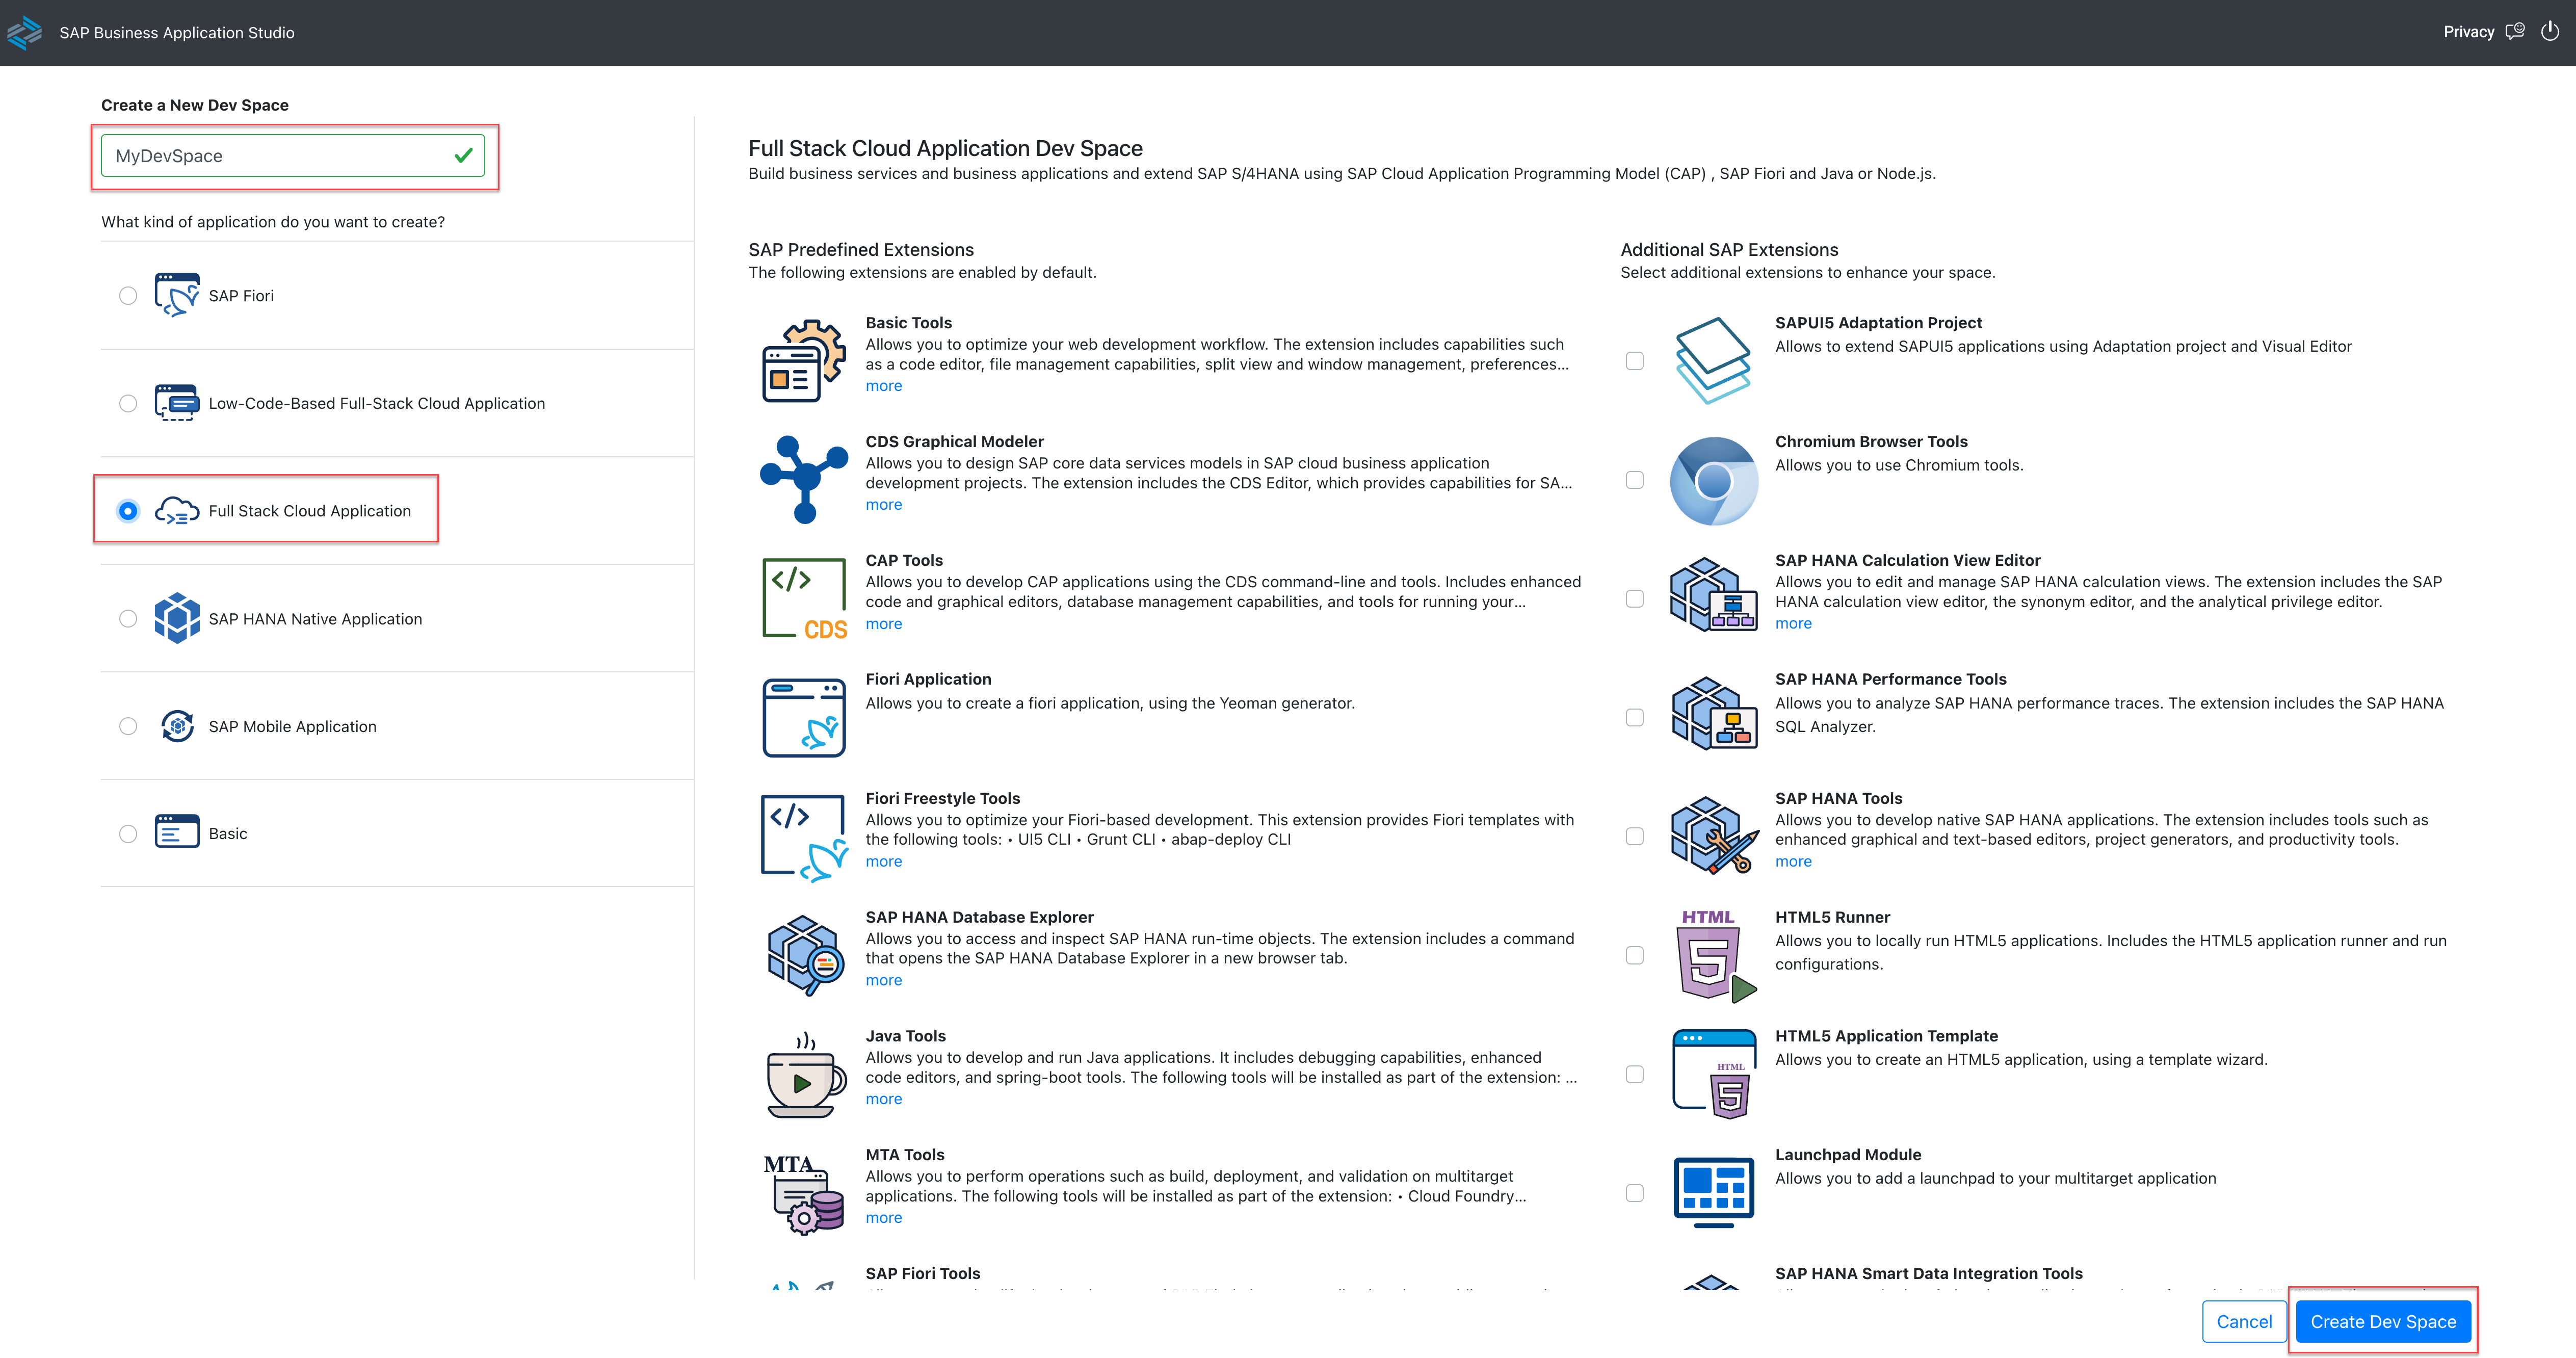 SAP Business Application Studio
Privacy
Create a New Dev Space
MyDevSpace
What kind of application do you want to create?
SAP Fiori
Low-Code-Based Full-Stack Cloud Application
Full Stack Cloud Application
SAP HANA Native Application
SAP Mobile Application
Basic
Full Stack Cloud Application Dev Space
Build business services and business applications and extend SAP S/4HANA using SAP Cloud Application Programming Model (CAP) , SAP Fiori and Java or Node.js.
SAP Predefined Extensions
The following extensions are enabled by default.
Basic Tools
Allows you to optimize your web development workflow. The extension includes capabilities such
as a code editor, file management capabilities, split view and window management, preferences...
more
CDS Graphical Modeler
Allows you to design SAP core data services models in SAP cloud business application
development projects. The extension includes the CDS Editor, which provides capabilities for SA...
more
</>
CDS
CAP Tools
Allows you to develop CAP applications using the CDS command-line and tools. Includes enhanced
code and graphical editors, database management capabilities, and tools for running your...
more
Fiori Application
Allows you to create a fiori application, using the Yeoman generator.
</>
Fiori Freestyle Tools
Allows you to optimize your Fiori-based development. This extension provides Fiori templates with
the following tools: • UI5 CLI • Grunt CLI • abap-deploy CLI
more
SAP HANA Database Explorer
Allows you to access and inspect SAP HANA run-time objects. The extension includes a command
that opens the SAP HANA Database Explorer in a new browser tab.
more
Java Tools
Allows you to develop and run Java applications. It includes debugging capabilities, enhanced
code editors, and spring-boot tools. The following tools will be installed as part of the extension: ...
more
MTA
MTA Tools
Allows you to perform operations such as build, deployment, and validation on multitarget
applications. The following tools will be installed as part of the extension: • Cloud Foundry...
more
SAP Fiori Tools
Additional SAP Extensions
Select additional extensions to enhance your space.
SAPUI5 Adaptation Project
Allows to extend SAPUI5 applications using Adaptation project and Visual Editor
Chromium Browser Tools
Allows you to use Chromium tools.
SAP HANA Calculation View Editor
Allows you to edit and manage SAP HANA calculation views. The extension includes the SAP
HANA calculation view editor, the synonym editor, and the analytical privilege editor.
more
SAP HANA Performance Tools
Allows you to analyze SAP HANA performance traces. The extension includes the SAP HANA
SQL Analyzer.
SAP HANA Tools
Allows you to develop native SAP HANA applications. The extension includes tools such as
enhanced graphical and text-based editors, project generators, and productivity tools.
more
HTML
5
HTML5 Runner
Allows you to locally run HTML5 applications. Includes the HTML5 application runner and run
configurations.
HTML
5
HTML5 Application Template
Allows you to create an HTML5 application, using a template wizard.
Launchpad Module
Allows you to add a launchpad to your multitarget application
SAP HANA Smart Data Integration Tools
Cancel
Create Dev Space